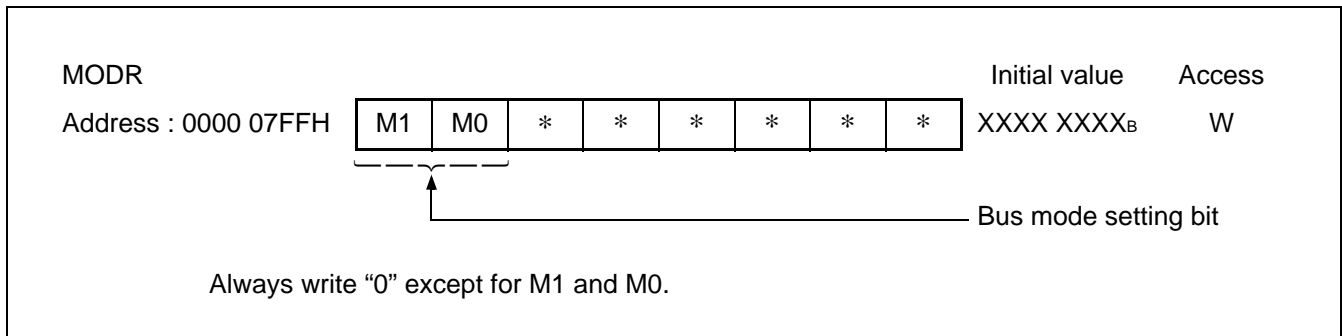 MODR Initial value Access
Address : 0000 07FFH M1 M0 * * * * * * XXXX XXXXB W
Bus mode setting bit
Always write “0” except for M1 and M0.